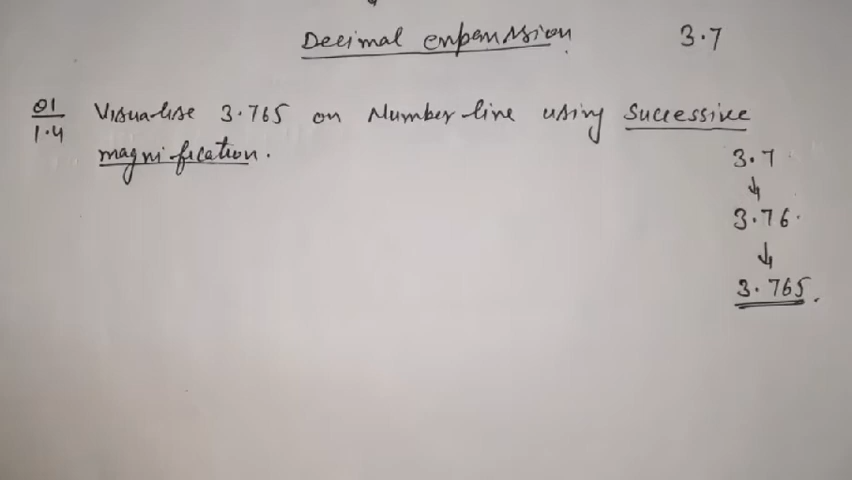 Decimal enpansion 3.7
Q1 Visualise 3.765 on Number line using Successive
1.4 magnification.
3.7
↓
3.76.
↓
3.765.